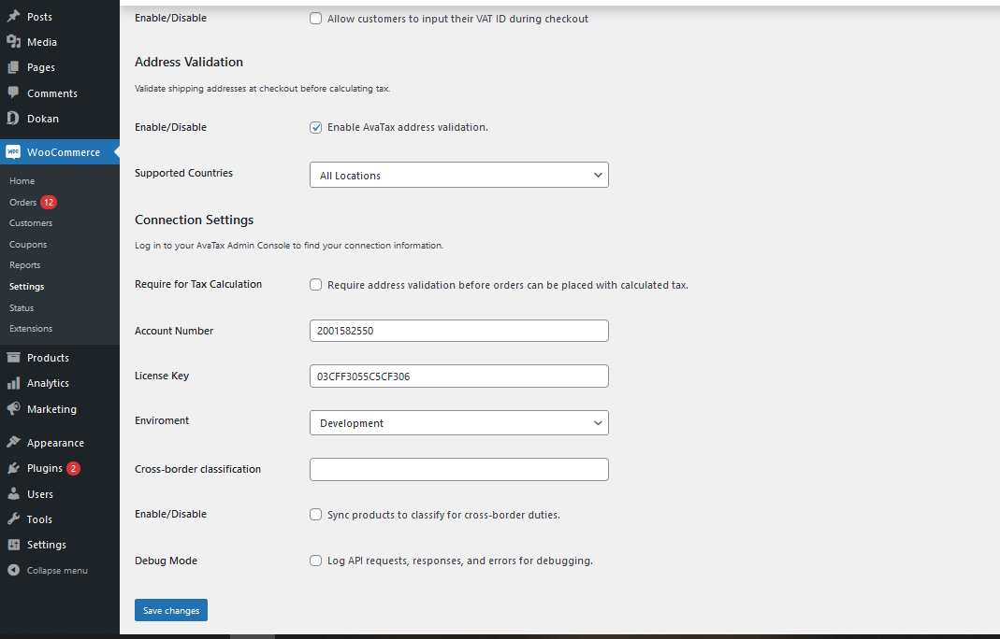 Posts
Media
Pages
Comments
Dokan
WOO WooCommerce
Home
Orders 12
Customers
Coupons
Reports
Settings
Status
Extensions
Products
Analytics
Marketing
Appearance
Plugins 2
Users
Tools
Settings
Collapse menu
Enable/Disable Allow customers to input their VAT ID during checkout
Address Validation
Validate shipping addresses at checkout before calculating tax.
Enable/Disable Enable AvaTax address validation.
Supported Countries All Locations
Connection Settings
Log in to your AvaTax Admin Console to find your connection information.
Require for Tax Calculation Require address validation before orders can be placed with calculated tax.
Account Number 2001582550
License Key 03CFF3055C5CF306
Enviroment Development
Cross-border classification
Enable/Disable Sync products to classify for cross-border duties.
Debug Mode Log API requests, responses, and errors for debugging.
Save changes